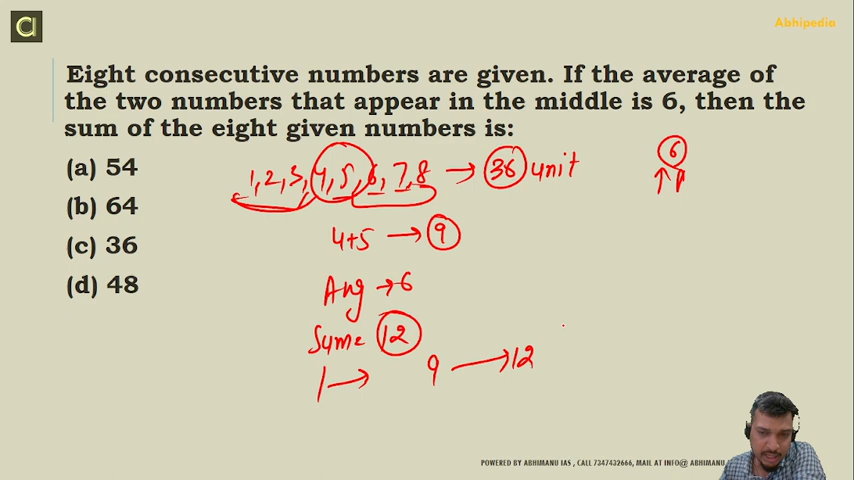 Abhipedia
Eight consecutive numbers are given. If the average of
the two numbers that appear in the middle is 6, then the
sum of the eight given numbers is:
(a) 54
(b) 64
(c) 36
(d) 48
1,2,3,4,5,6,7,8 → 36 unit
6
4+5 → 9
Avg → 6
Sume 12
1 →
9 → 12
POWERED BY ABHIMANU IAS , CALL 7347432666, MAIL AT INFO@ ABHIMANU